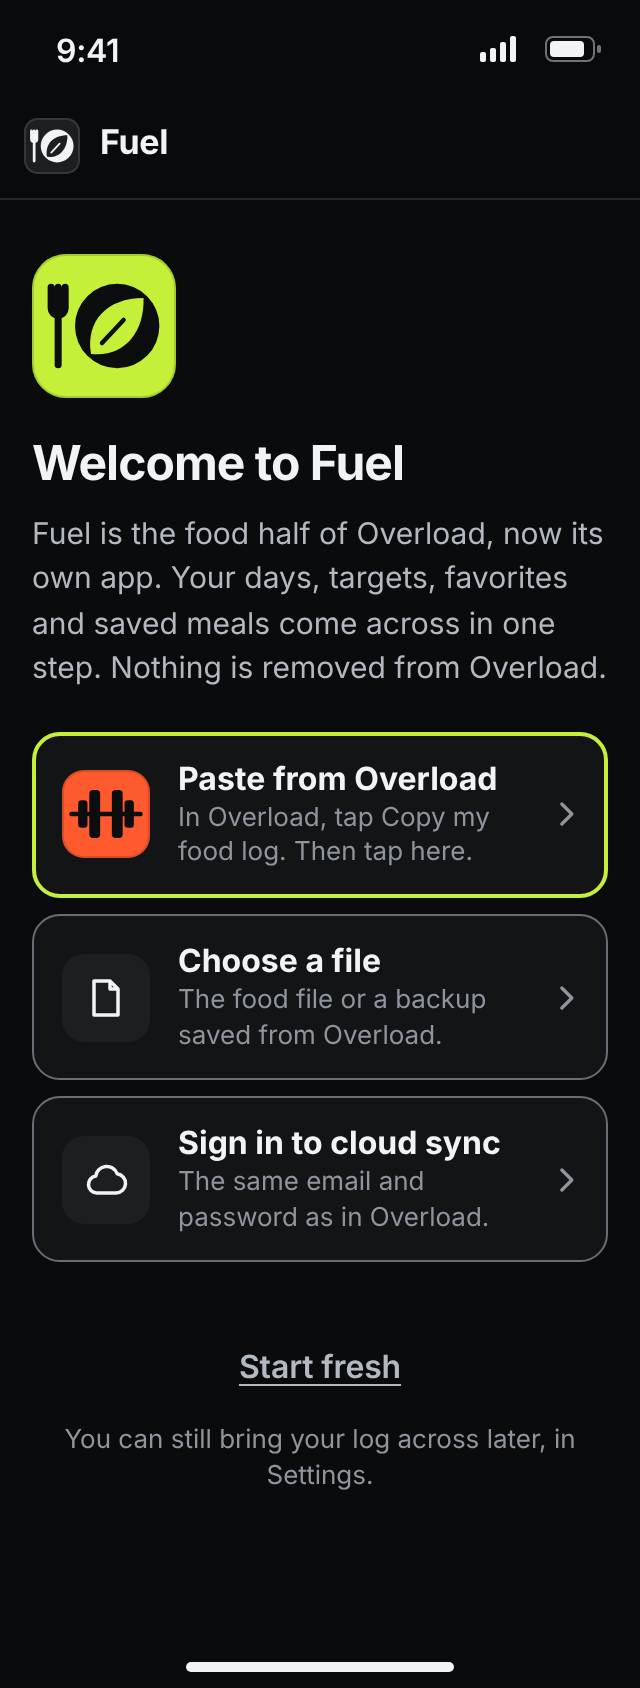 9:41
Fuel
Welcome to Fuel
Fuel is the food half of Overload, now its
own app. Your days, targets, favorites
and saved meals come across in one
step. Nothing is removed from Overload.
Paste from Overload
In Overload, tap Copy my
food log. Then tap here.
Choose a file
The food file or a backup
saved from Overload.
Sign in to cloud sync
The same email and
password as in Overload.
Start fresh
You can still bring your log across later, in
Settings.